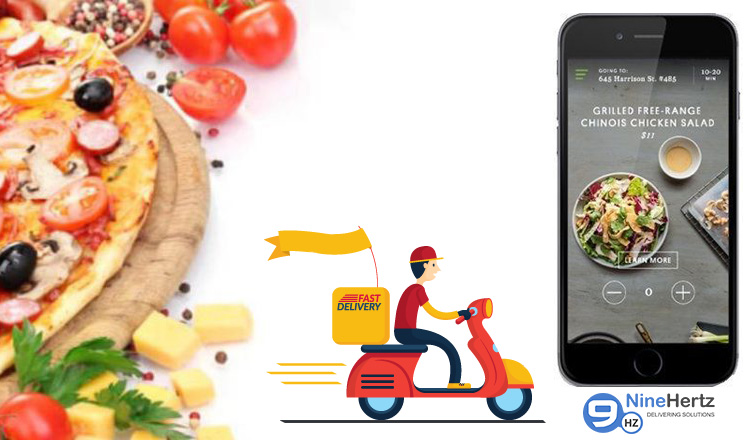 GOING TO:
645 Harrison St. #485
10-20
MIN
GRILLED FREE-RANGE
CHINOIS CHICKEN SALAD
$11
FAST
DELIVERY
LEARN MORE
0
9
HZ
NineHertz
DELIVERING SOLUTIONS